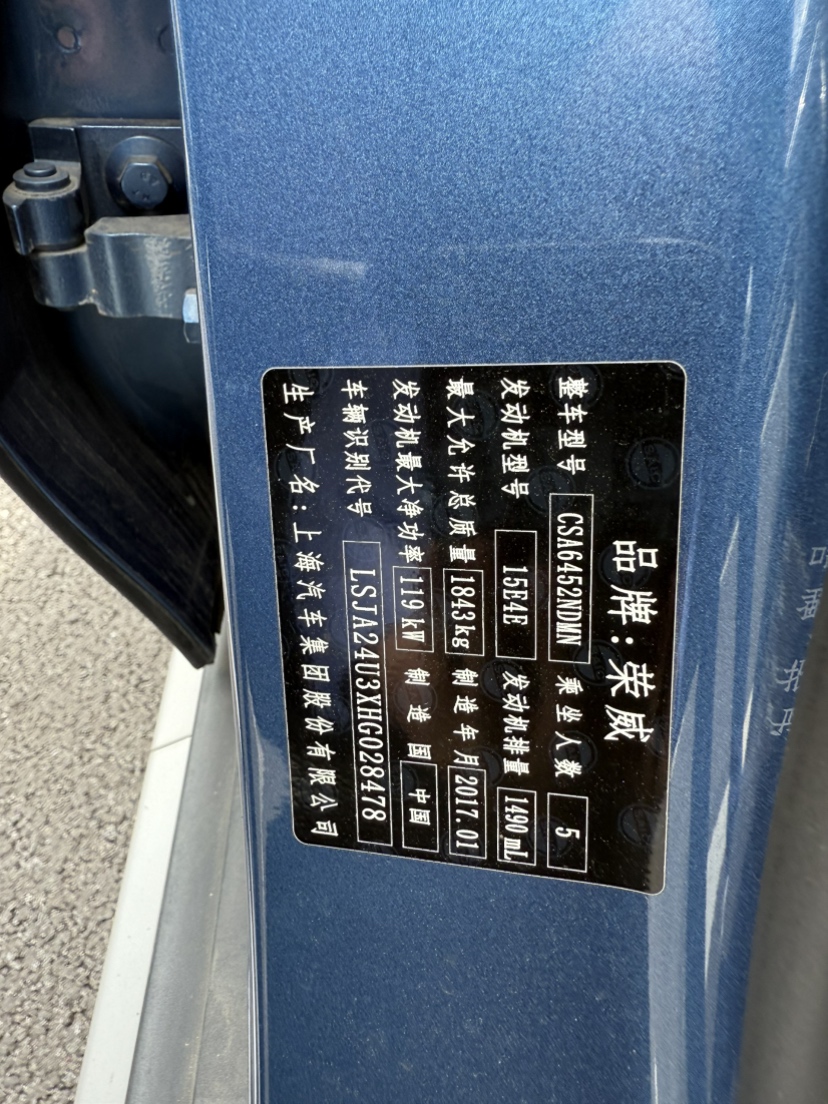 品牌:荣威
整车型号 CSA6452NDMN 乘坐人数 5
发动机型号 15E4E 发动机排量 1490 mL
最大允许总质量 1843kg 制造年月 2017.01
发动机最大净功率 119 kW 制造国 中国
车辆识别代号 LSJA24U3XHG028478
生产厂名:上海汽车集团股份有限公司